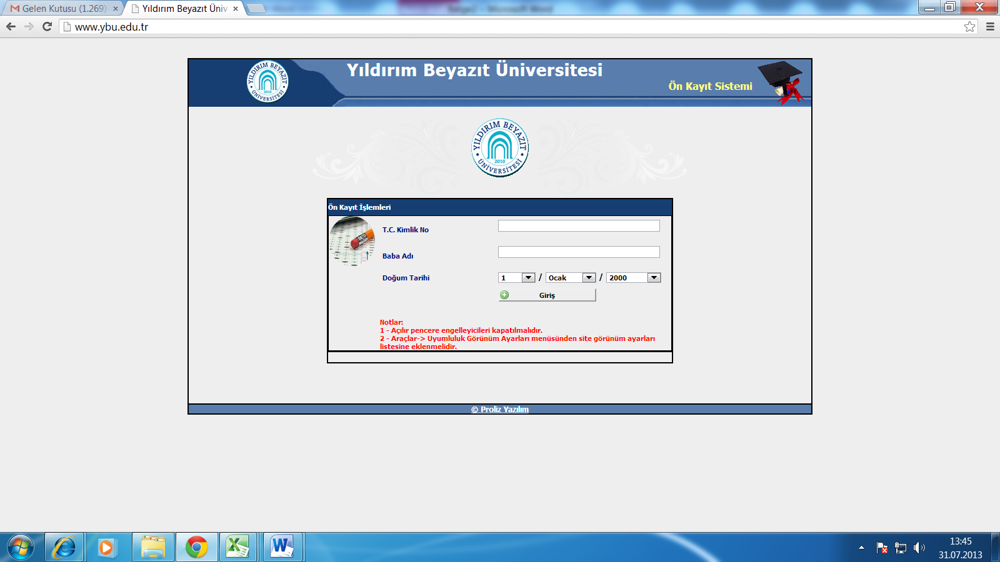 Gelen Kutusu (1.269)
Yıldırım Beyazıt Üniv
Belge2 - Microsoft Word
www.ybu.edu.tr
YILDIRIM BEYAZIT ÜNİVERSİTESİ 2010
Yıldırım Beyazıt Üniversitesi
Ön Kayıt Sistemi
YILDIRIM BEYAZIT ÜNİVERSİTESİ 2010
Ön Kayıt İşlemleri
T.C. Kimlik No
Baba Adı
Doğum Tarihi 1 / Ocak / 2000
Giriş
Notlar:
1 - Açılır pencere engelleyicileri kapatılmalıdır.
2 - Araçlar-> Uyumluluk Görünüm Ayarları menüsünden site görünüm ayarları
listesine eklenmelidir.
© Proliz Yazılım
13:45
31.07.2013